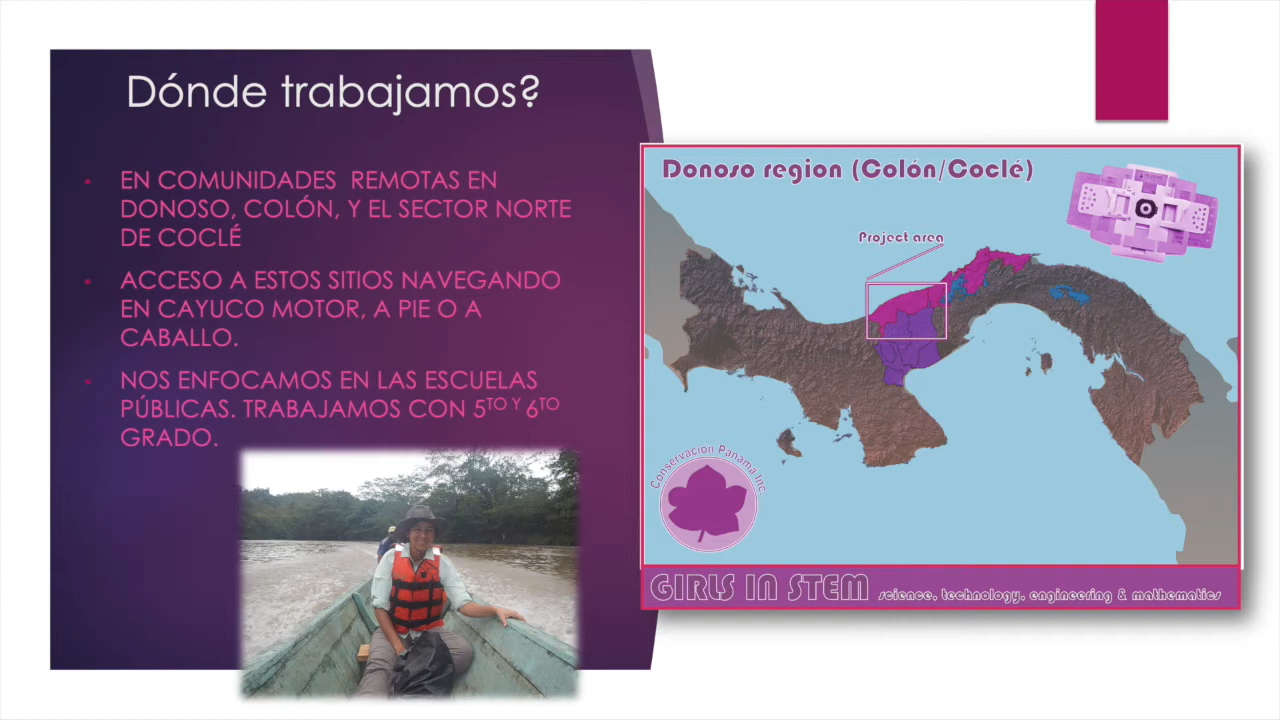 Dónde trabajamos?
EN COMUNIDADES REMOTAS EN
DONOSO, COLÓN, Y EL SECTOR NORTE
DE COCLÉ
ACCESO A ESTOS SITIOS NAVEGANDO
EN CAYUCO MOTOR, A PIE O A
CABALLO.
NOS ENFOCAMOS EN LAS ESCUELAS
PÚBLICAS. TRABAJAMOS CON 5TO Y 6TO
GRADO.
Donoso region (Colón/Coclé)
Project area
Conservación Panamá Inc.
GIRLS IN STEM science, technology, engineering & mathematics